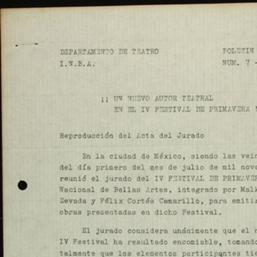 DEPARTAMENTO DE TEATRO
FOLETIN
I.N.B.A.
NUM. 7 -
¡¡ UN NUEVO AUTOR TEATRAL
EN EL IV FESTIVAL DE PRIMAVERA
Reproducción del Acta del Jurado
En la ciudad de México, siendo las vein
del día primero del mes de julio de mil nove
reunió el jurado del IV FESTIVAL DE PRIMAVER
Nacional de Bellas Artes, integrado por Malk
Zevada y Félix Cortés Camarillo, para emitir
obras presentadas en dicho Festival.
El jurado considera unánimemente que el n
IV Festival ha resultado encomiable, tomando
talmente que los elementos participantes tie